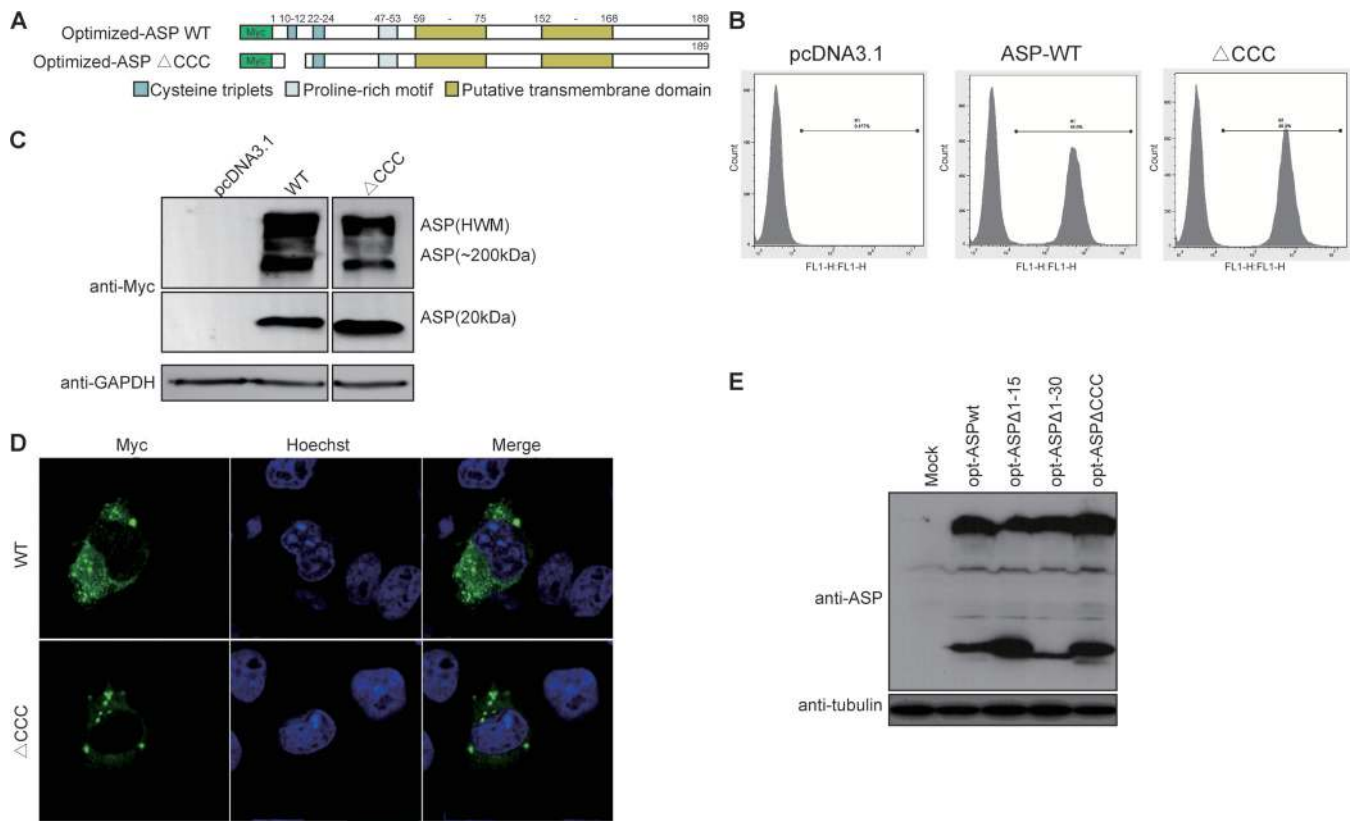 A
1 10-12 22-24 47-53 59 - 75 152 - 168 189
Optimized-ASP WT Myc
189
Optimized-ASP △CCC Myc
Cysteine triplets Proline-rich motif Putative transmembrane domain
B
pcDNA3.1 ASP-WT △CCC
Count Count Count
FL1-H:FL1-H FL1-H:FL1-H FL1-H:FL1-H
C
pcDNA3.1 WT △CCC
ASP(HWM)
ASP(~200kDa)
anti-Myc
ASP(20kDa)
anti-GAPDH
D
Myc Hoechst Merge
WT
△CCC
E
Mock opt-ASPwt opt-ASPΔ1-15 opt-ASPΔ1-30 opt-ASPΔCCC
anti-ASP
anti-tubulin